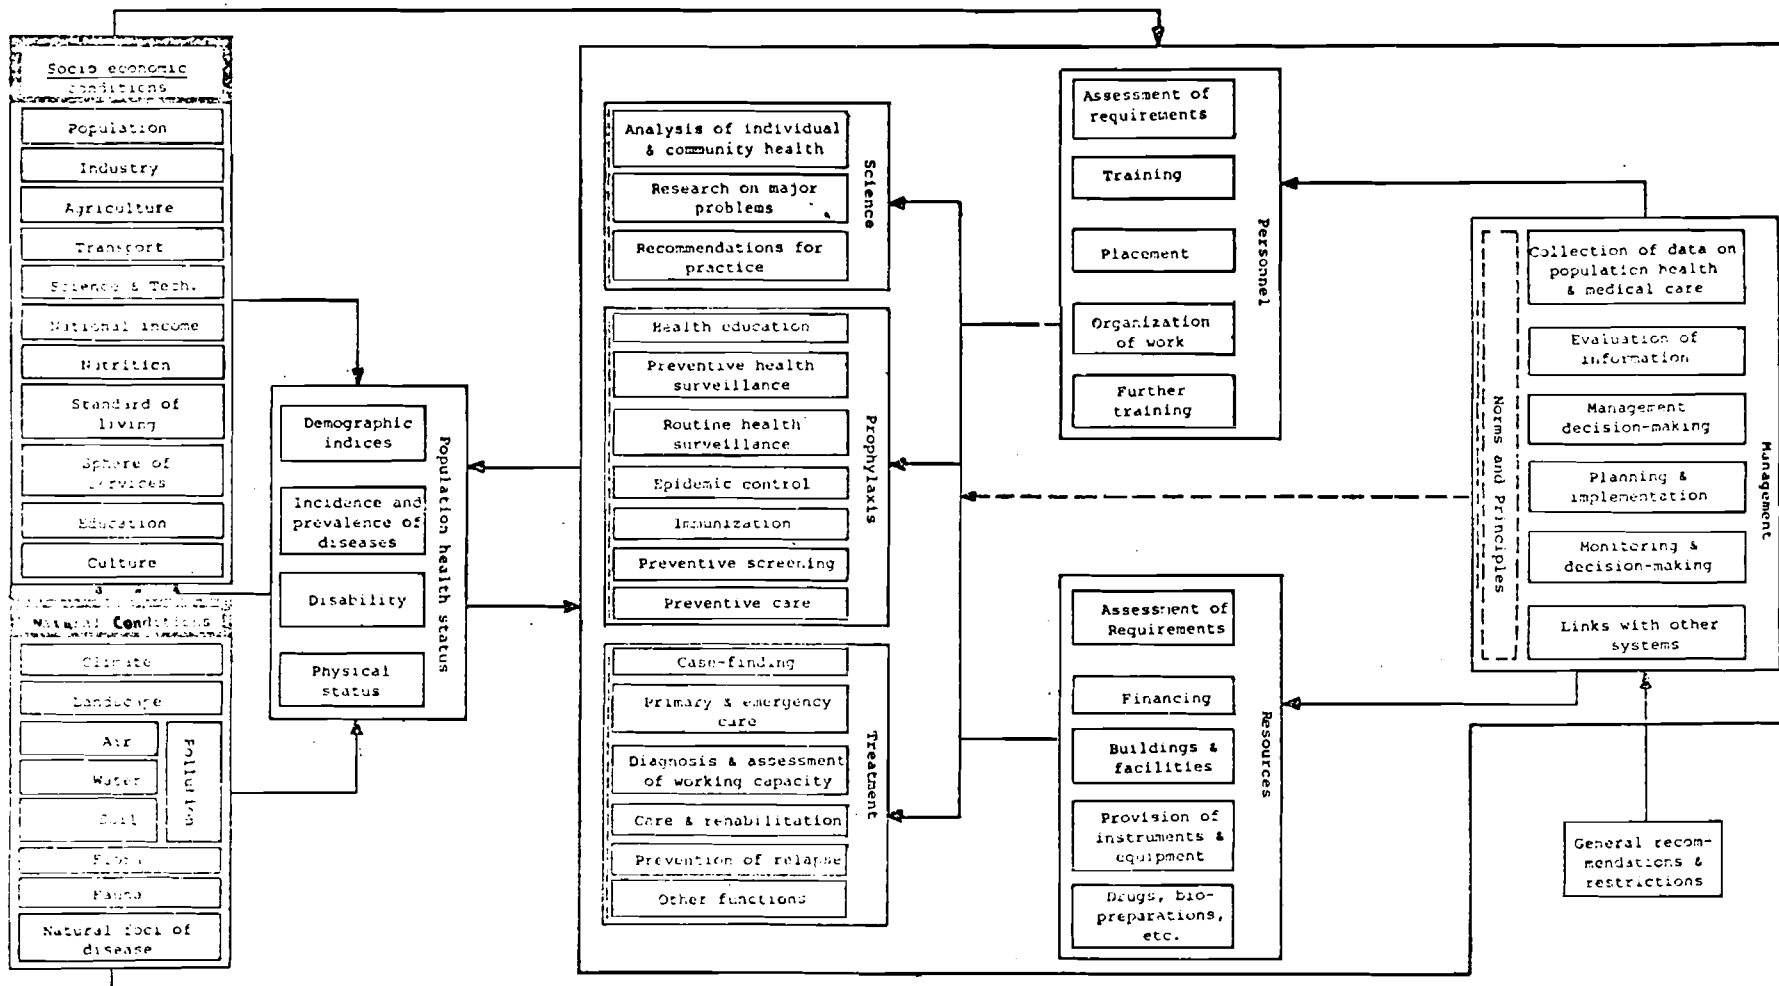 Socio economic
conditions
Population
Industry
Agriculture
Transport
Science & Tech.
National income
Nutrition
Standard of
living
Sphere of
services
Education
Culture
Natural Conditions
Climate
Landscape
Air
Water
Soil
Pollution
Flora
Fauna
Natural foci of
disease
Demographic
indices
Incidence and
prevalence of
diseases
Disability
Physical
status
Population health status
Analysis of individual
& community health
Research on major
problems
Recommendations for
practice
Science
Health education
Preventive health
surveillance
Routine health
surveillance
Epidemic control
Immunization
Preventive screening
Preventive care
Prophylaxis
Case-finding
Primary & emergency
care
Diagnosis & assessment
of working capacity
Care & rehabilitation
Prevention of relapse
Other functions
Treatment
Assessment of
requirements
Training
Placement
Organization
of work
Further
training
Personnel
Assessment of
Requirements
Financing
Buildings &
facilities
Provision of
instruments &
equipment
Drugs, bio-
preparations,
etc.
Resources
Norms and Principles
Collection of data on
population health
& medical care
Evaluation of
information
Management
decision-making
Planning &
implementation
Monitoring &
decision-making
Links with other
systems
Management
General recom-
mendations &
restrictions